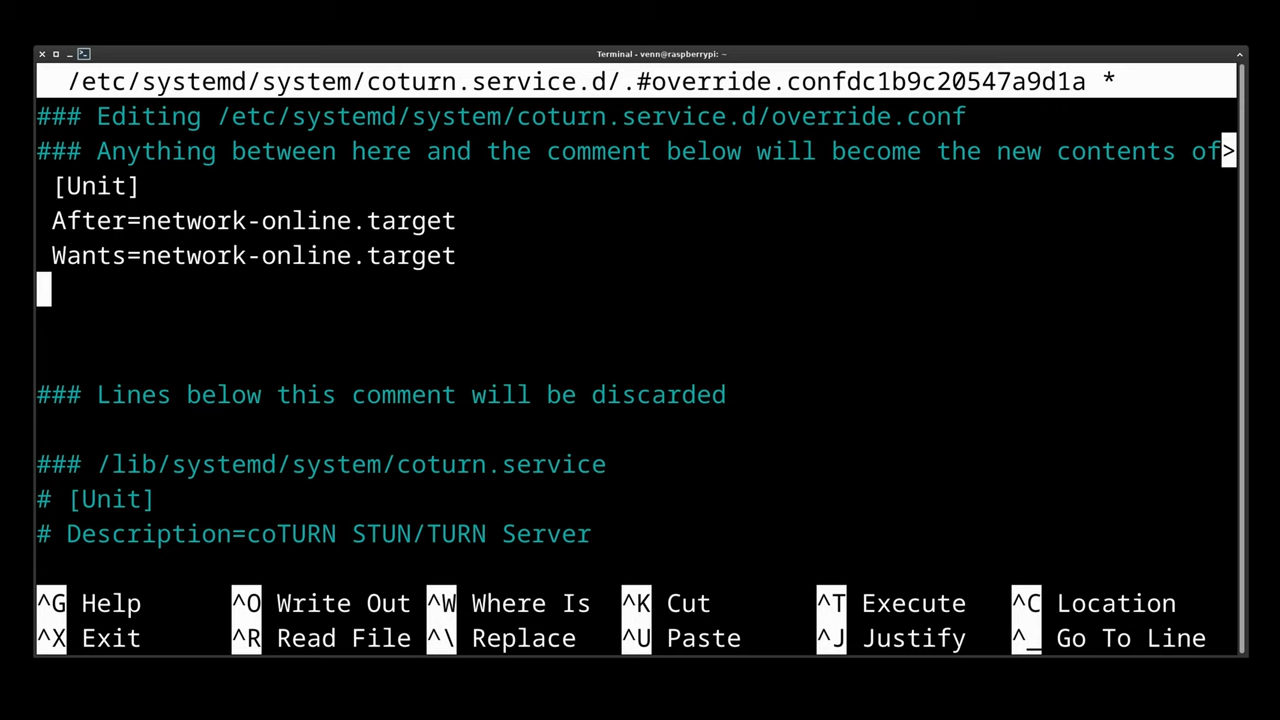 Terminal - venn@raspberrypi: ~
/etc/systemd/system/coturn.service.d/.#override.confdc1b9c20547a9d1a *
### Editing /etc/systemd/system/coturn.service.d/override.conf
### Anything between here and the comment below will become the new contents of>
[Unit]
After=network-online.target
Wants=network-online.target
### Lines below this comment will be discarded
### /lib/systemd/system/coturn.service
# [Unit]
# Description=coTURN STUN/TURN Server
^G Help ^O Write Out ^W Where Is ^K Cut ^T Execute ^C Location
^X Exit ^R Read File ^\ Replace ^U Paste ^J Justify ^_ Go To Line